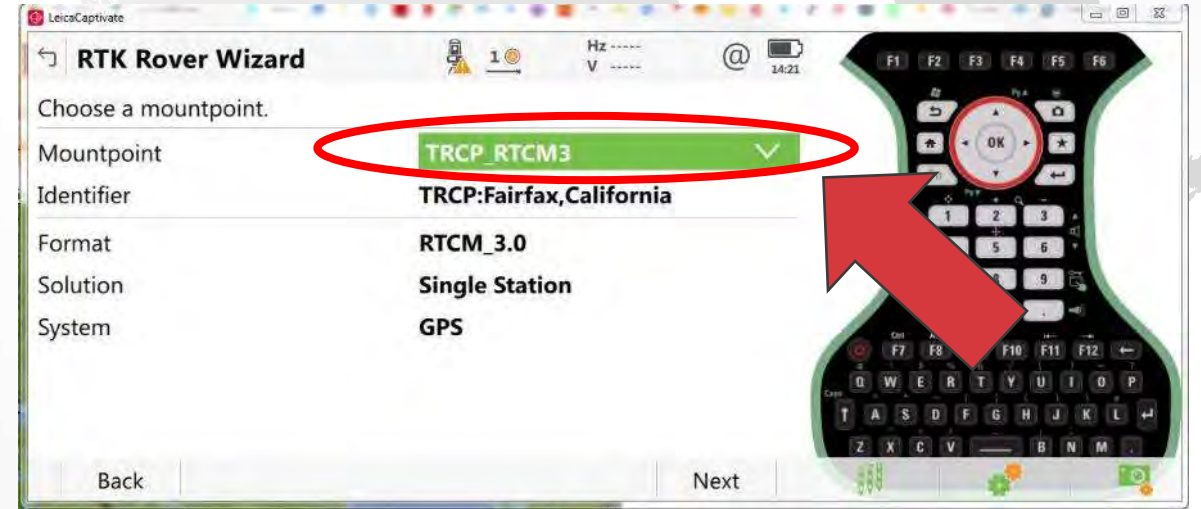 LeicaCaptivate
RTK Rover Wizard
1
Hz -----
V -----
@
14:21
Choose a mountpoint.
Mountpoint TRCP_RTCM3
Identifier TRCP:Fairfax,California
Format RTCM_3.0
Solution Single Station
System GPS
Back Next
F1 F2 F3 F4 F5 F6
OK
1 2 3
5 6
9
.
Ctrl
F7 F8 F10 F11 F12
Q W E R T Y U I O P
Caps
A S D F G H J K L
Z X C V B N M .